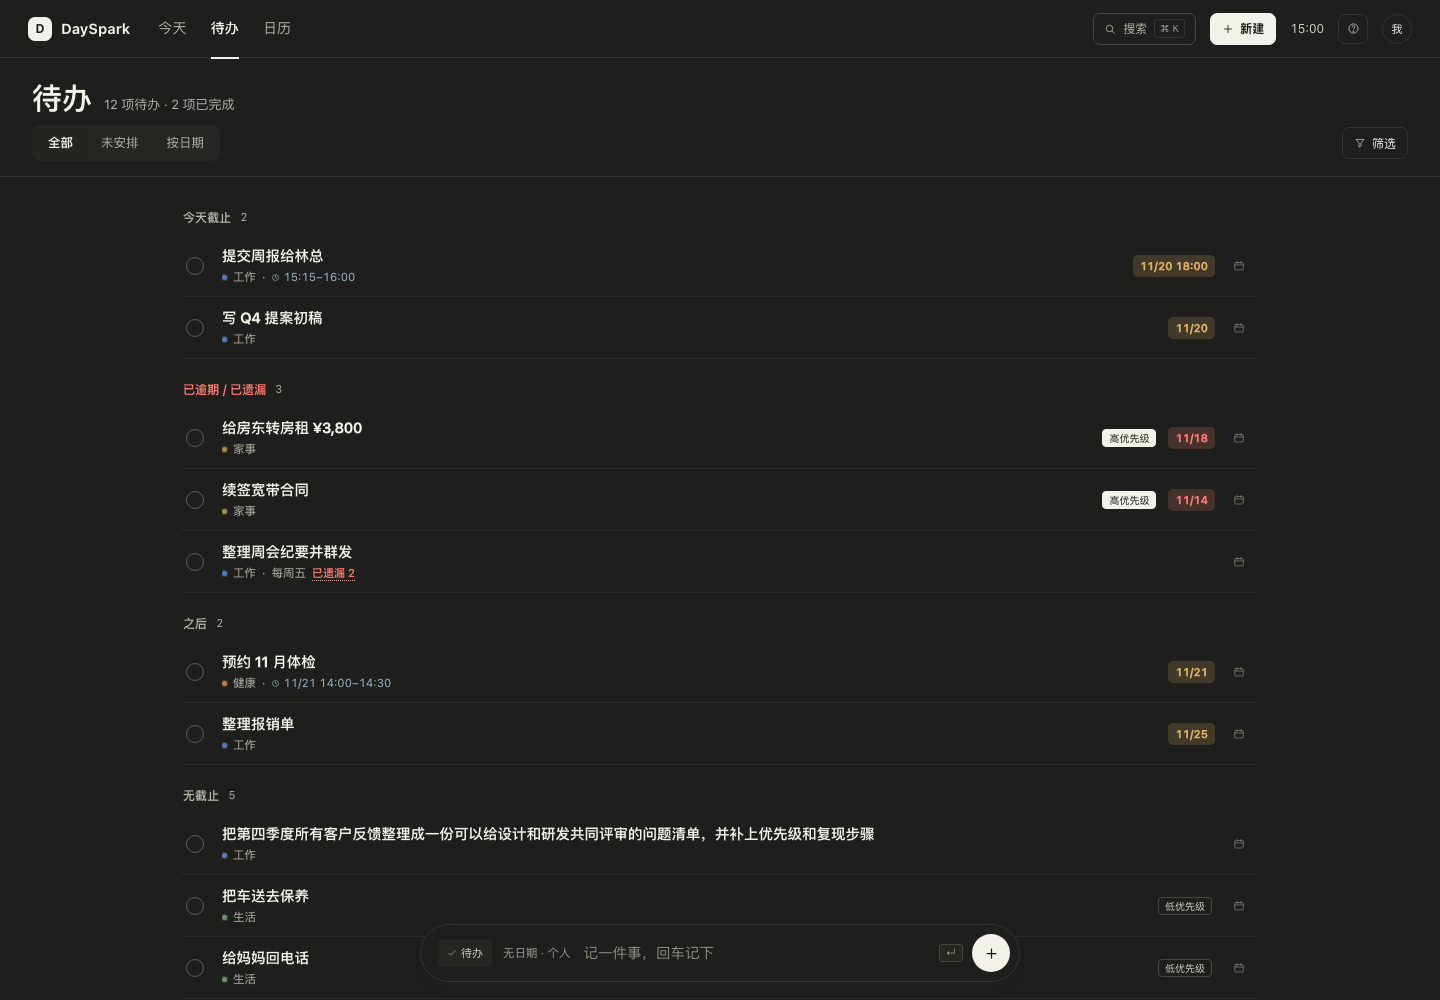 D DaySpark 今天 待办 日历 搜索 ⌘ K + 新建 15:00 我
待办 12 项待办 · 2 项已完成
全部 未安排 按日期 筛选
今天截止 2
提交周报给林总 11/20 18:00
工作 · 15:15–16:00
写 Q4 提案初稿 11/20
工作
已逾期 / 已遗漏 3
给房东转房租 ¥3,800 高优先级 11/18
家事
续签宽带合同 高优先级 11/14
家事
整理周会纪要并群发
工作 · 每周五 已遗漏 2
之后 2
预约 11 月体检 11/21
健康 · 11/21 14:00–14:30
整理报销单 11/25
工作
无截止 5
把第四季度所有客户反馈整理成一份可以给设计和研发共同评审的问题清单，并补上优先级和复现步骤
工作
把车送去保养 低优先级
生活
待办 无日期 · 个人 记一件事，回车记下
给妈妈回电话 低优先级
生活